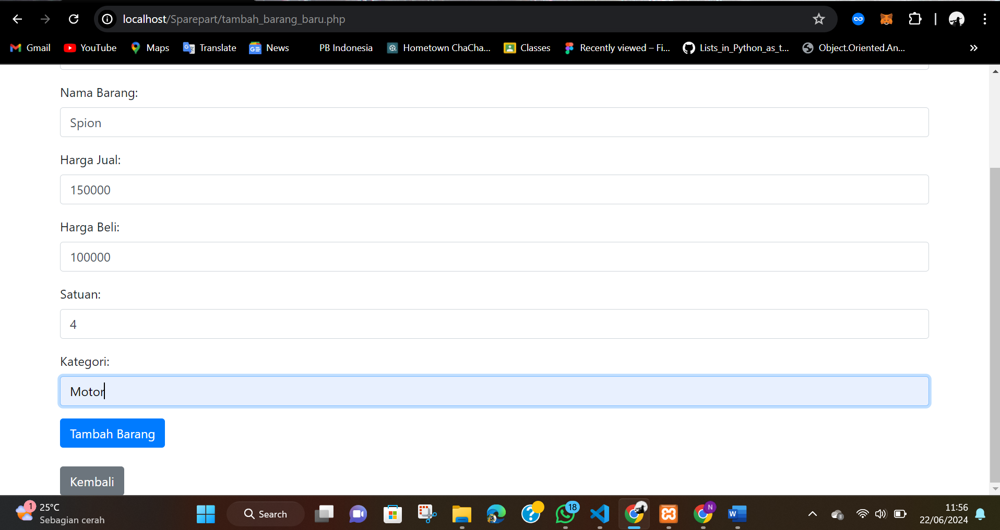 localhost/Sparepart/tambah_barang_baru.php
Gmail YouTube Maps Translate News PB Indonesia Hometown ChaCha... Classes Recently viewed – Fi... Lists_in_Python_as_t... Object.Oriented.An...
Nama Barang:
Spion
Harga Jual:
150000
Harga Beli:
100000
Satuan:
4
Kategori:
Motor
Tambah Barang
Kembali
1
25°C
Sebagian cerah
Search
18
N
W
11:56
22/06/2024